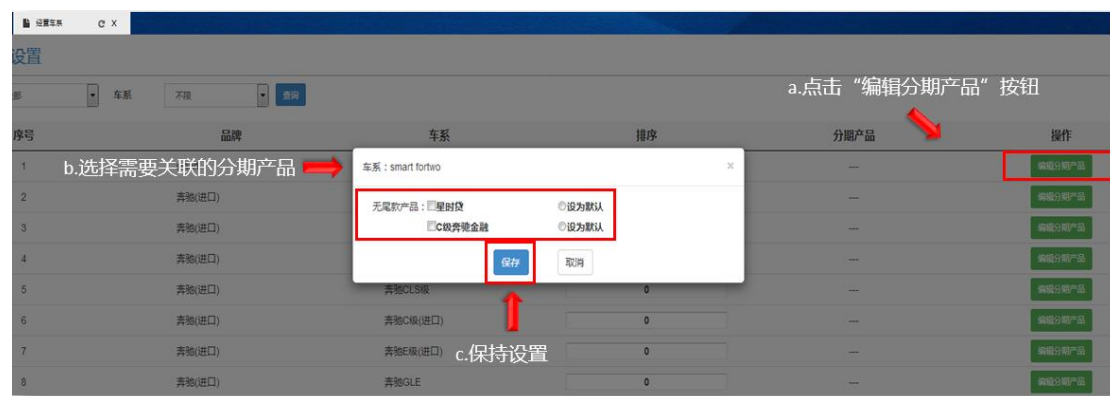 经营车系 C X
设置
部 车系 不限 查询
a.点击“编辑分期产品”按钮
序号 品牌 车系 排序 分期产品 操作
b.选择需要关联的分期产品
车系：smart fortwo ×
1 --- 编辑分期产品
无尾款产品：星时贷 设为默认
2 奔驰(进口) --- 编辑分期产品
C级奔驰金融 设为默认
3 奔驰(进口) --- 编辑分期产品
保存 取消
4 奔驰(进口) --- 编辑分期产品
5 奔驰(进口) 奔驰CLS级 0 --- 编辑分期产品
6 奔驰(进口) 奔驰C级(进口) 0 --- 编辑分期产品
7 奔驰(进口) 奔驰E级(进口) 0 --- 编辑分期产品
c.保持设置
8 奔驰(进口) 奔驰GLE 0 --- 编辑分期产品